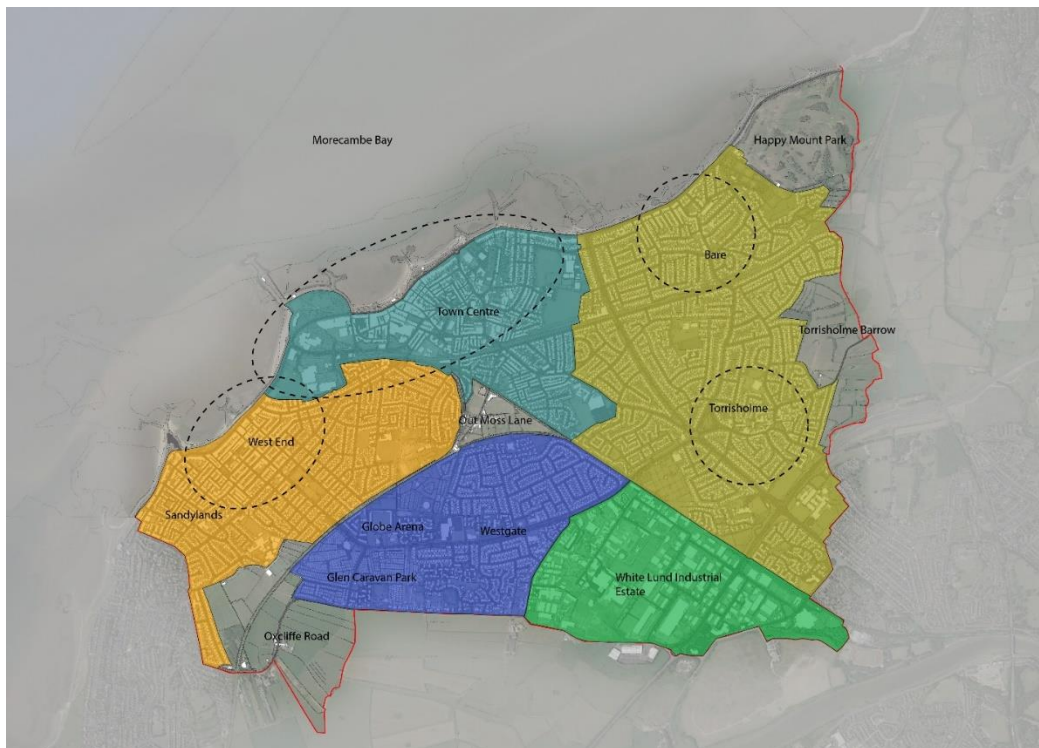 Morecambe Bay
Happy Mount Park
Bare
Town Centre
Torrisholme Barrow
Torrisholme
Out Moss Lane
West End
Sandylands
Globe Arena
Westgate
Glen Caravan Park
White Lund Industrial
Estate
Oxcliffe Road